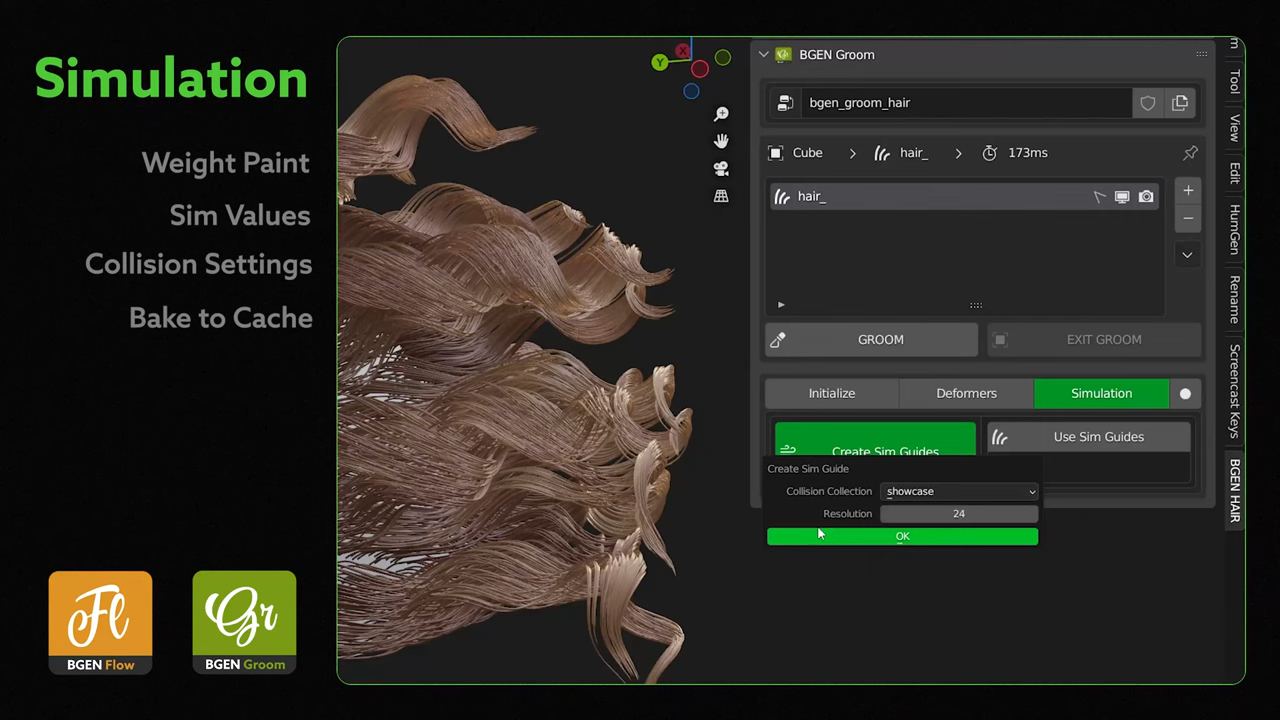 Simulation
Weight Paint
Sim Values
Collision Settings
Bake to Cache
Fl
BGEN Flow
Gr
BGEN Groom
X
Y
BGEN Groom
bgen_groom_hair
Cube > hair_ > 173ms
hair_
GROOM
EXIT GROOM
Initialize
Deformers
Simulation
Create Sim Guides
Use Sim Guides
Create Sim Guide
Collision Collection
showcase
Resolution
24
OK
Tool
View
Edit
HumGen
Rename
Screencast Keys
BGEN HAIR